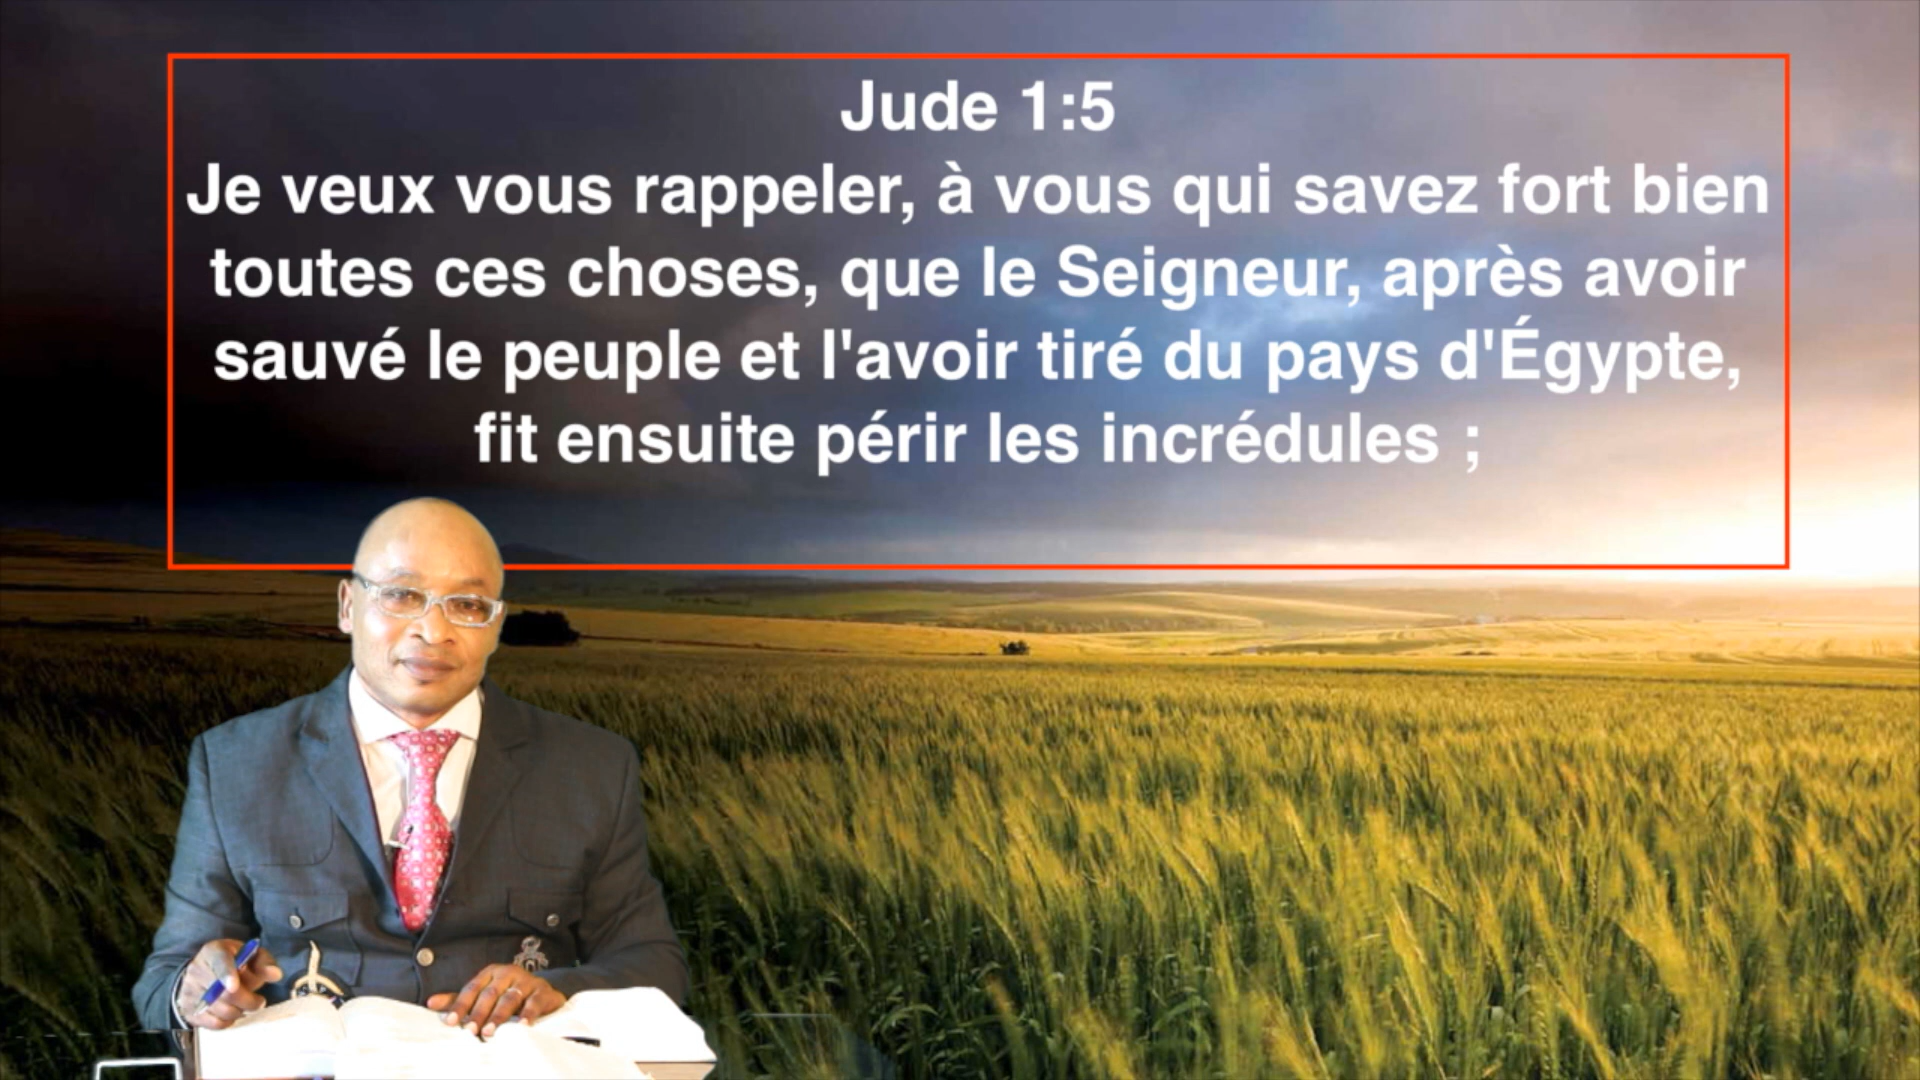 Jude 1:5
Je veux vous rappeler, à vous qui savez fort bien
toutes ces choses, que le Seigneur, après avoir
sauvé le peuple et l'avoir tiré du pays d'Égypte,
fit ensuite périr les incrédules ;